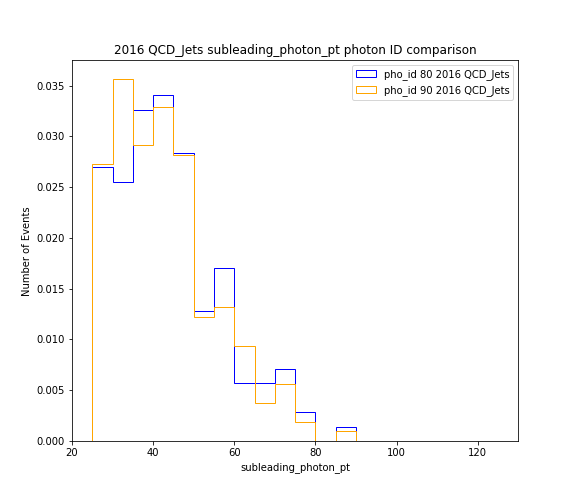 2016 QCD_Jets subleading_photon_pt photon ID comparison
pho_id 80 2016 QCD_Jets
pho_id 90 2016 QCD_Jets
Number of Events
0.035
0.030
0.025
0.020
0.015
0.010
0.005
0.000
20 40 60 80 100 120
subleading_photon_pt